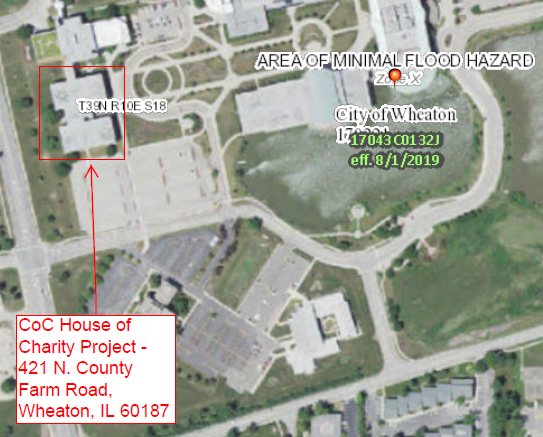 AREA OF MINIMAL FLOOD HAZARD
Zone X
T39N R10E S18
City of Wheaton
17043C0132J
eff. 8/1/2019
CoC House of
Charity Project -
421 N. County
Farm Road,
Wheaton, IL 60187